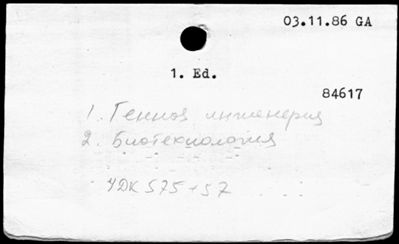 03.11.86 GA
1. Ed.
84617
1. Генная инженерия
2. Биотехнология
УДК 575+57